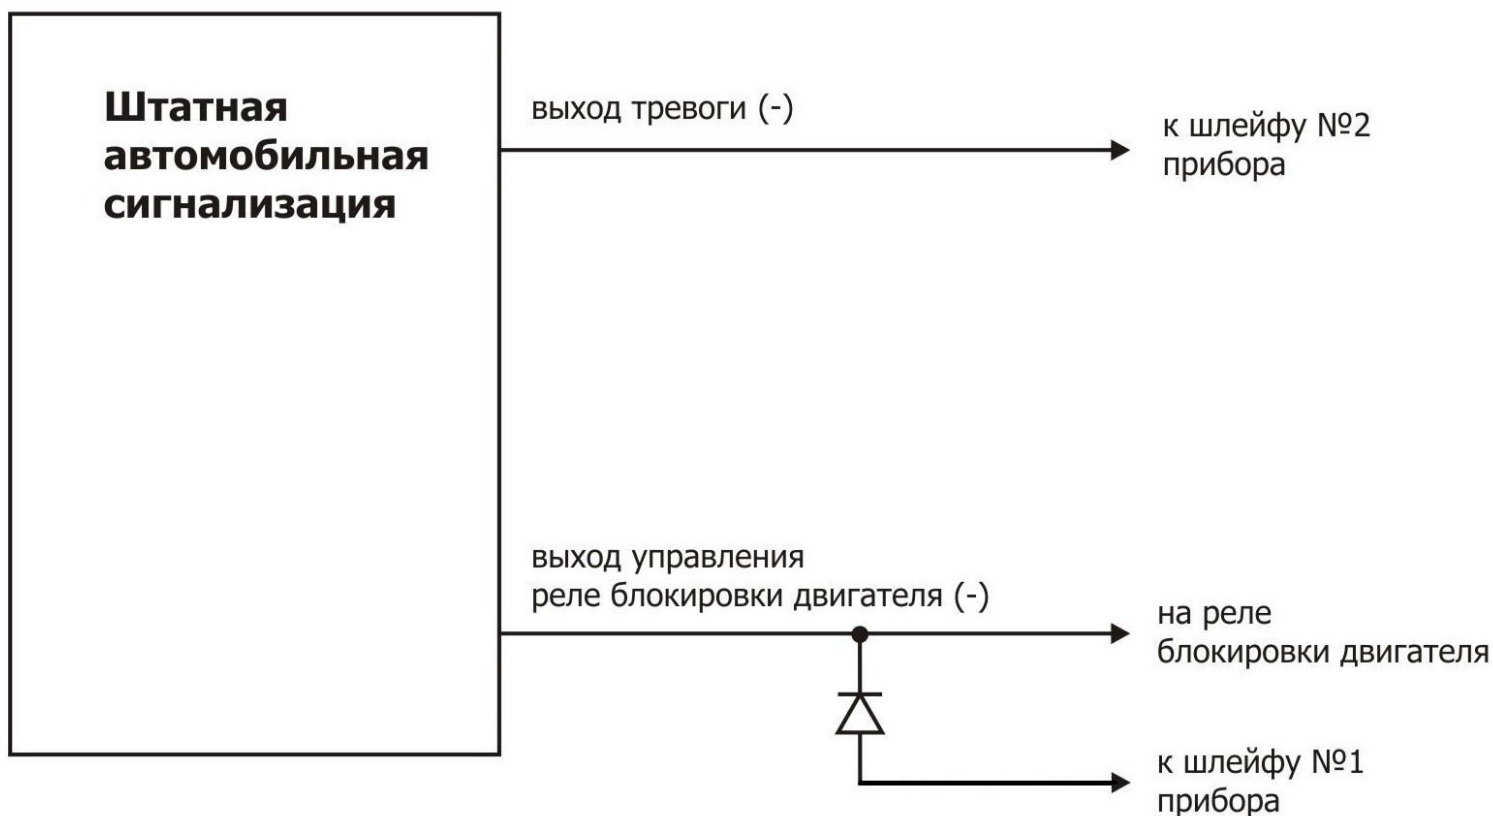 Штатная
автомобильная
сигнализация
выход тревоги (-)
к шлейфу №2
прибора
выход управления
реле блокировки двигателя (-)
на реле
блокировки двигателя
к шлейфу №1
прибора